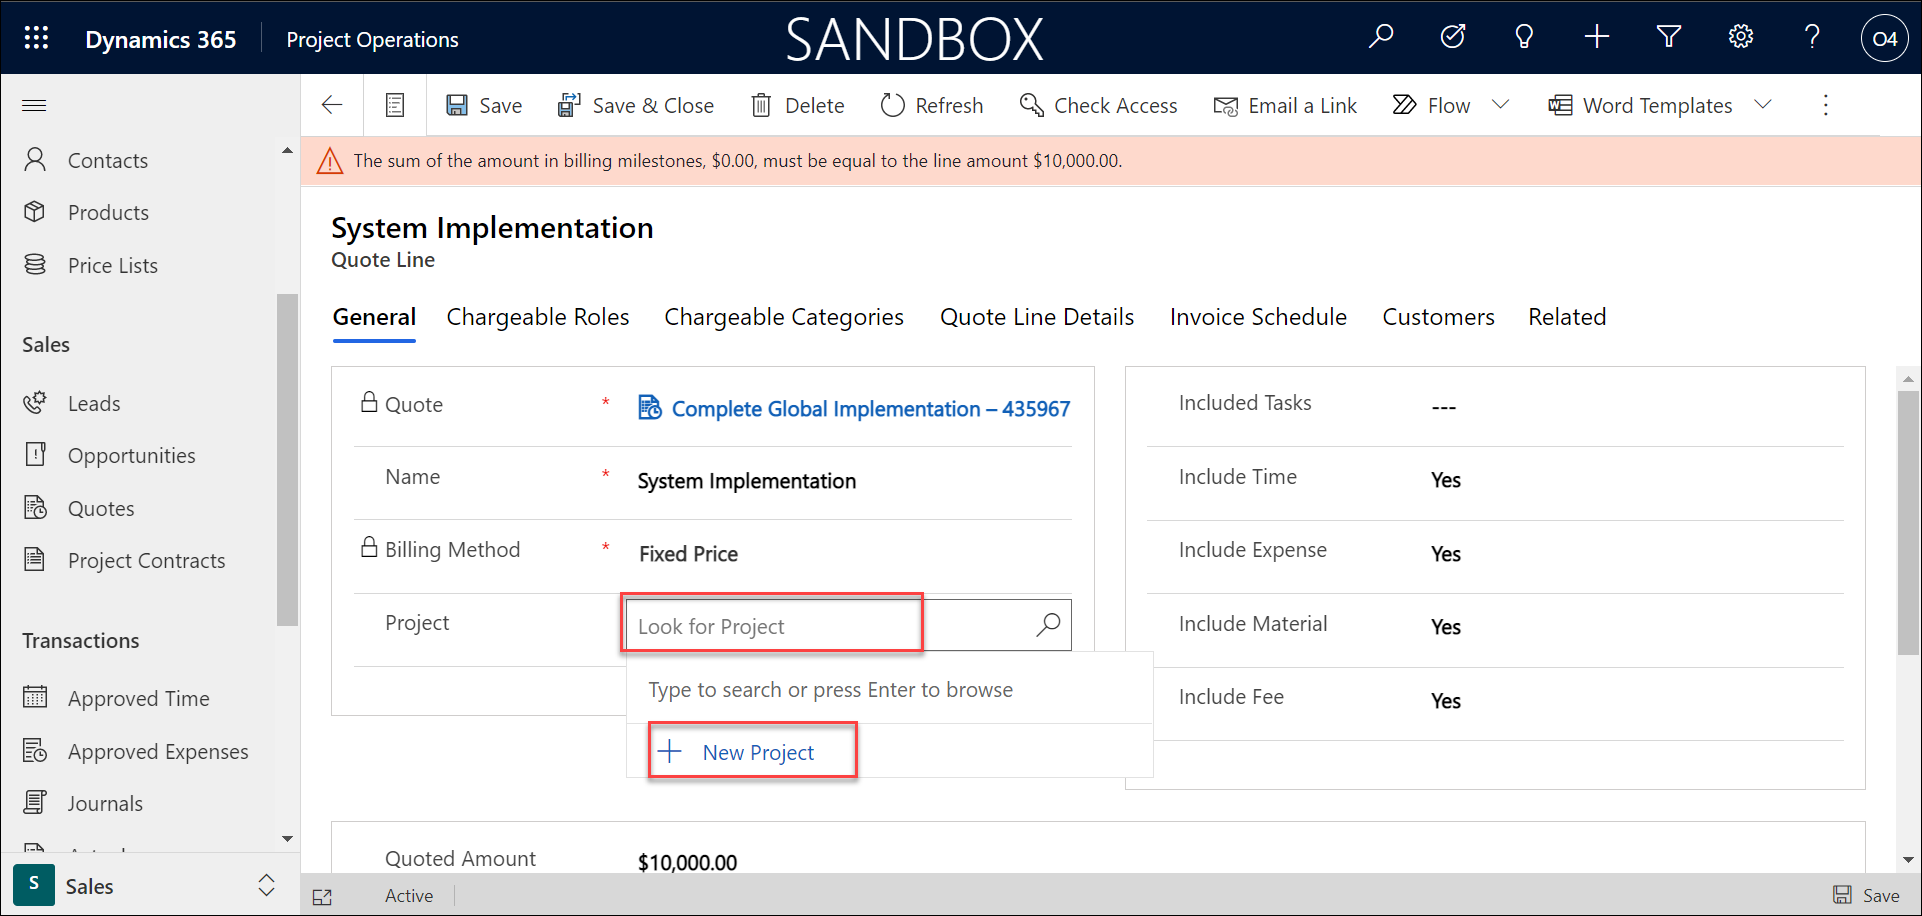 Dynamics 365
Project Operations
SANDBOX
O4
Save
Save & Close
Delete
Refresh
Check Access
Email a Link
Flow
Word Templates
The sum of the amount in billing milestones, $0.00, must be equal to the line amount $10,000.00.
Contacts
Products
Price Lists
Sales
Leads
Opportunities
Quotes
Project Contracts
Transactions
Approved Time
Approved Expenses
Journals
S
Sales
System Implementation
Quote Line
General
Chargeable Roles
Chargeable Categories
Quote Line Details
Invoice Schedule
Customers
Related
Quote
*
Complete Global Implementation – 435967
Name
*
System Implementation
Billing Method
*
Fixed Price
Project
Look for Project
Type to search or press Enter to browse
New Project
Included Tasks
---
Include Time
Yes
Include Expense
Yes
Include Material
Yes
Include Fee
Yes
Quoted Amount
$10,000.00
Active
Save